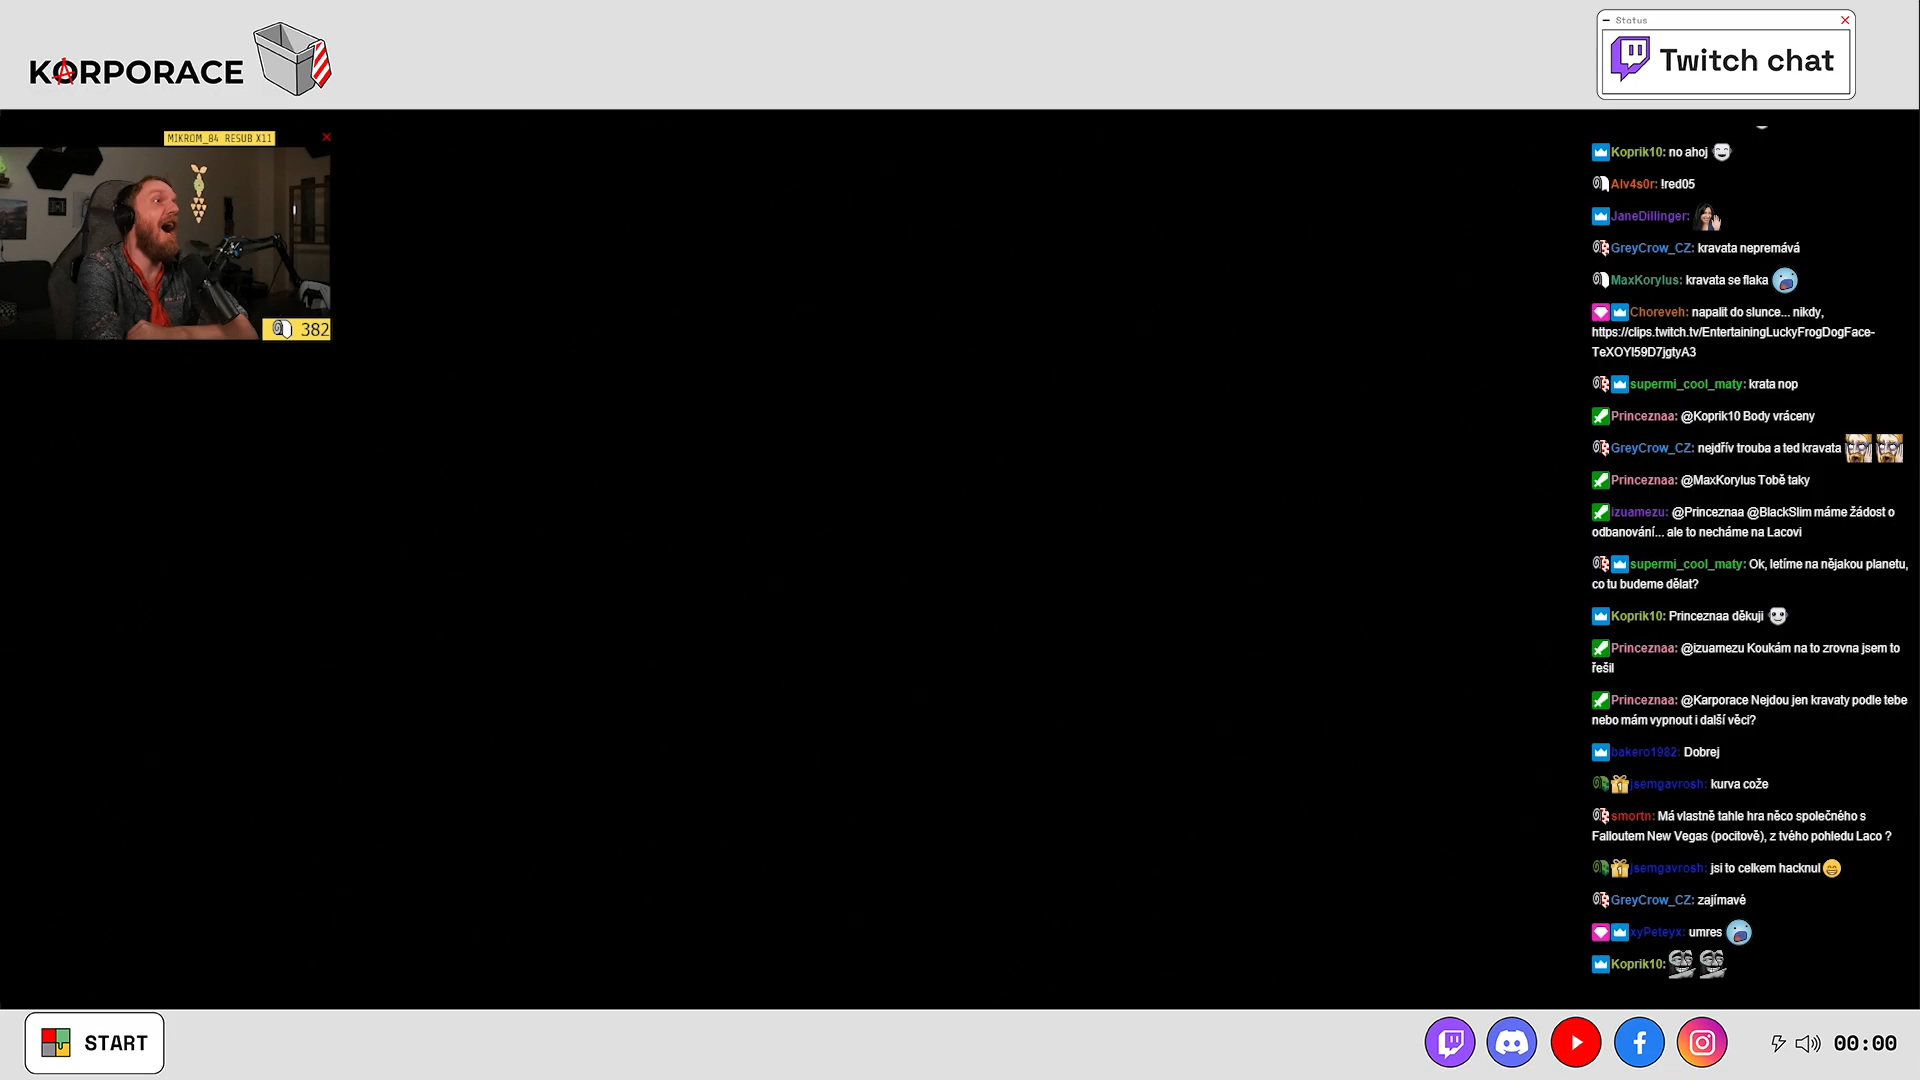 KARPORACE
Status
Twitch chat
MIKROM_84 RESUB X11
382
Koprik10: no ahoj
Alv4s0r: !red05
JaneDillinger:
GreyCrow_CZ: kravata nepremává
MaxKorylus: kravata se flaka
Choreveh: napalit do slunce... nikdy,
https://clips.twitch.tv/EntertainingLuckyFrogDogFace-
TeXOYI59D7jgtyA3
supermi_cool_maty: krata nop
Princeznaa: @Koprik10 Body vráceny
GreyCrow_CZ: nejdřív trouba a ted kravata
Princeznaa: @MaxKorylus Tobě taky
izuamezu: @Princeznaa @BlackSlim máme žádost o
odbanování... ale to necháme na Lacovi
supermi_cool_maty: Ok, letíme na nějakou planetu,
co tu budeme dělat?
Koprik10: Princeznaa děkuji
Princeznaa: @izuamezu Koukám na to zrovna jsem to
řešil
Princeznaa: @Karporace Nejdou jen kravaty podle tebe
nebo mám vypnout i další věci?
bakero1982: Dobrej
jsemgavrosh: kurva cože
smortn: Má vlastně tahle hra něco společného s
Falloutem New Vegas (pocitově), z tvého pohledu Laco ?
jsemgavrosh: jsi to celkem hacknul
GreyCrow_CZ: zajímavé
xyPeteyx: umres
Koprik10:
START
00:00